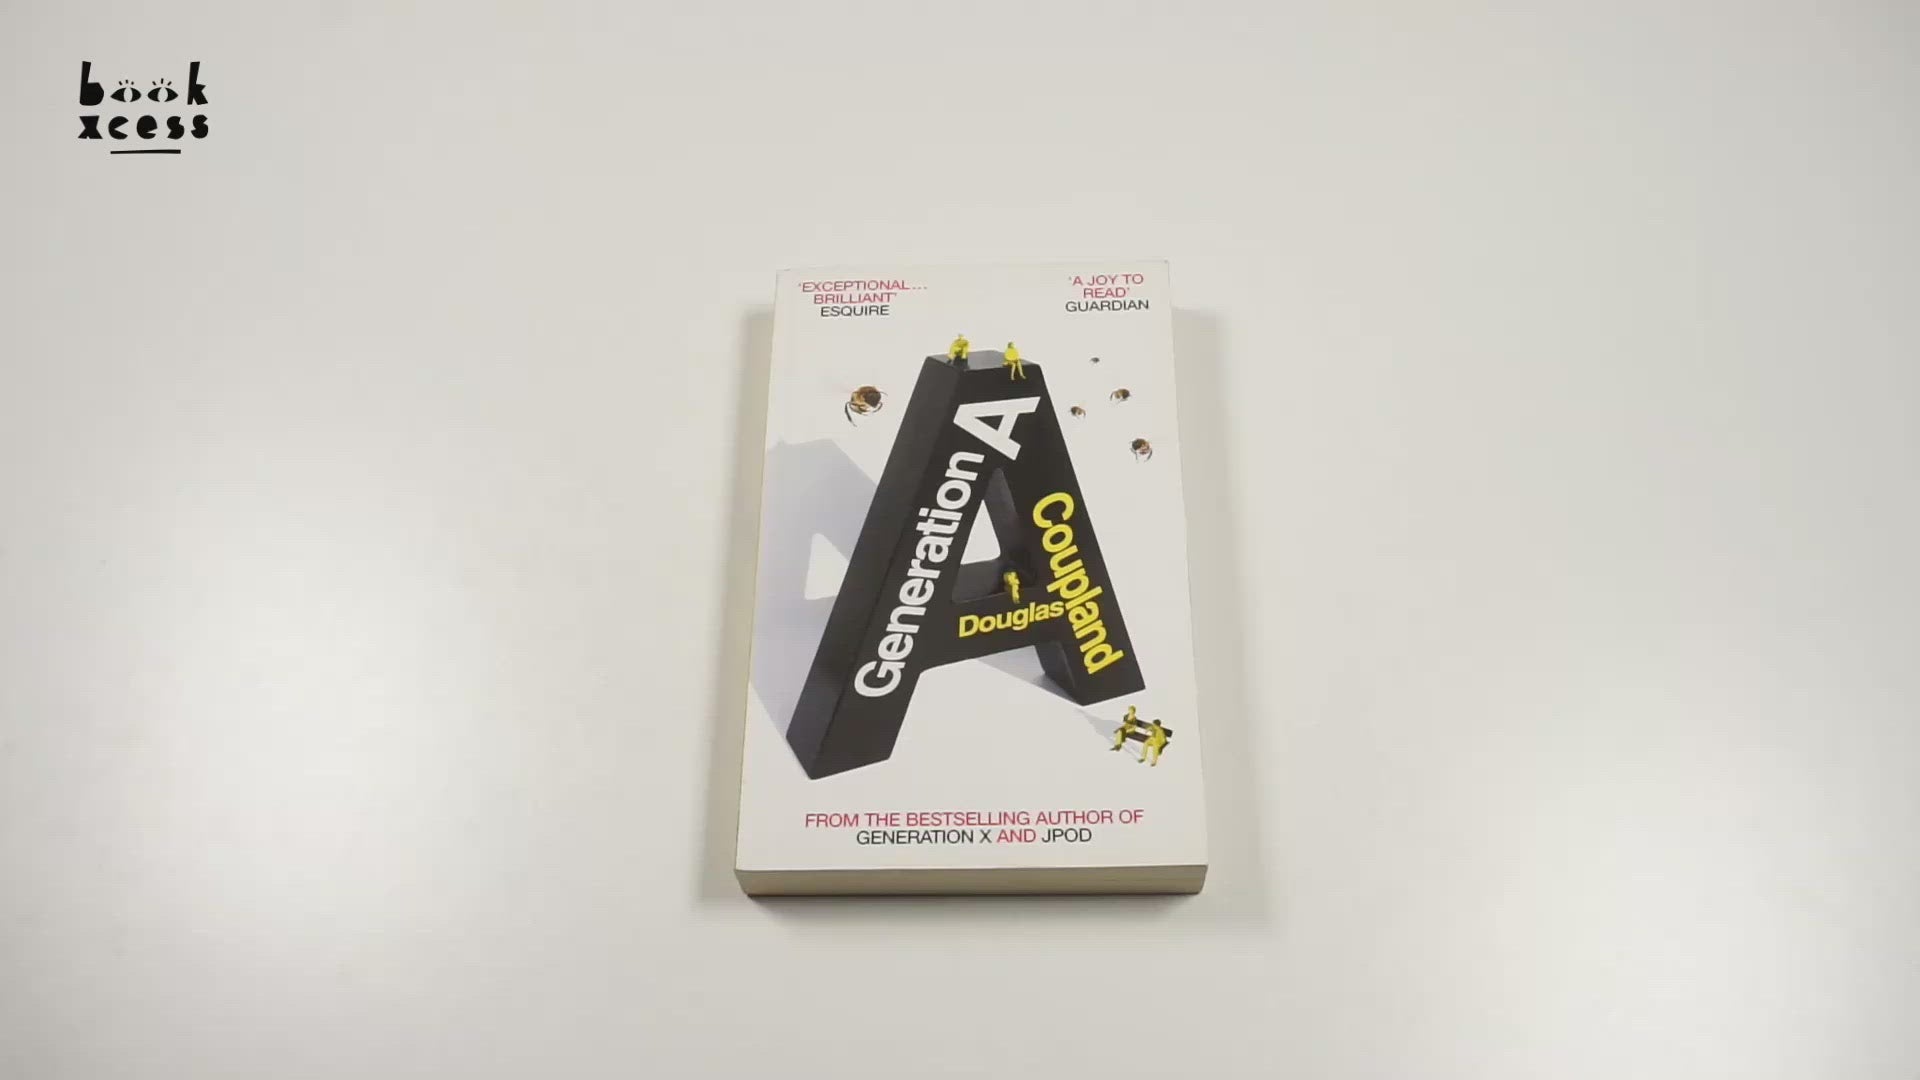 book
xcess
'EXCEPTIONAL...
BRILLIANT'
ESQUIRE
'A JOY TO
READ'
GUARDIAN
Generation A
Douglas
Coupland
FROM THE BESTSELLING AUTHOR OF
GENERATION X AND JPOD